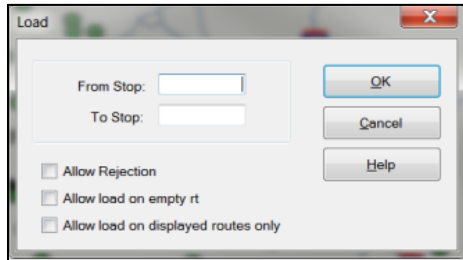 Load
From Stop:
To Stop:
OK
Cancel
Help
Allow Rejection
Allow load on empty rt
Allow load on displayed routes only